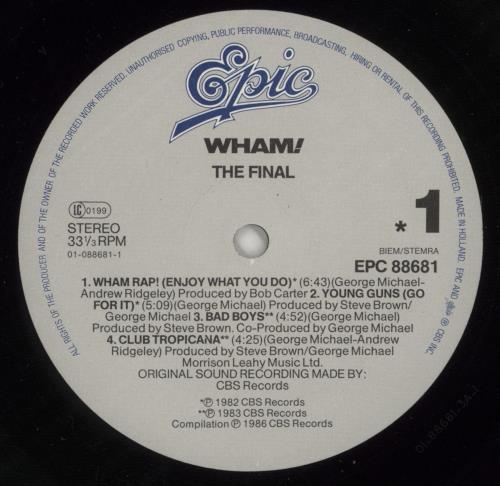 ALL RIGHTS OF THE PRODUCER AND OF THE OWNER OF THE RECORDED WORK RESERVED. UNAUTHORISED COPYING, PUBLIC PERFORMANCE, BROADCASTING, HIRING OR RENTAL OF THIS RECORDING PROHIBITED. MADE IN HOLLAND. EPIC AND ® CBS INC.
Epic
WHAM!
THE FINAL
LC 0199
STEREO
33⅓ RPM
01-088681-1
* 1
BIEM/STEMRA
EPC 88681
1. WHAM RAP! (ENJOY WHAT YOU DO)* (6:43)(George Michael-
Andrew Ridgeley) Produced by Bob Carter 2. YOUNG GUNS (GO
FOR IT)* (5:09)(George Michael) Produced by Steve Brown/
George Michael 3. BAD BOYS** (4:52)(George Michael)
Produced by Steve Brown. Co-Produced by George Michael
4. CLUB TROPICANA** (4:25)(George Michael-Andrew
Ridgeley) Produced by Steve Brown/George Michael
Morrison Leahy Music Ltd.
ORIGINAL SOUND RECORDING MADE BY:
CBS Records
*℗ 1982 CBS Records
**℗ 1983 CBS Records
Compilation ℗ 1986 CBS Records